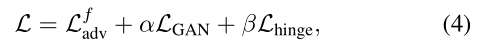 ℒ = ℒ^f_adv + αℒ_GAN + βℒ_hinge, (4)